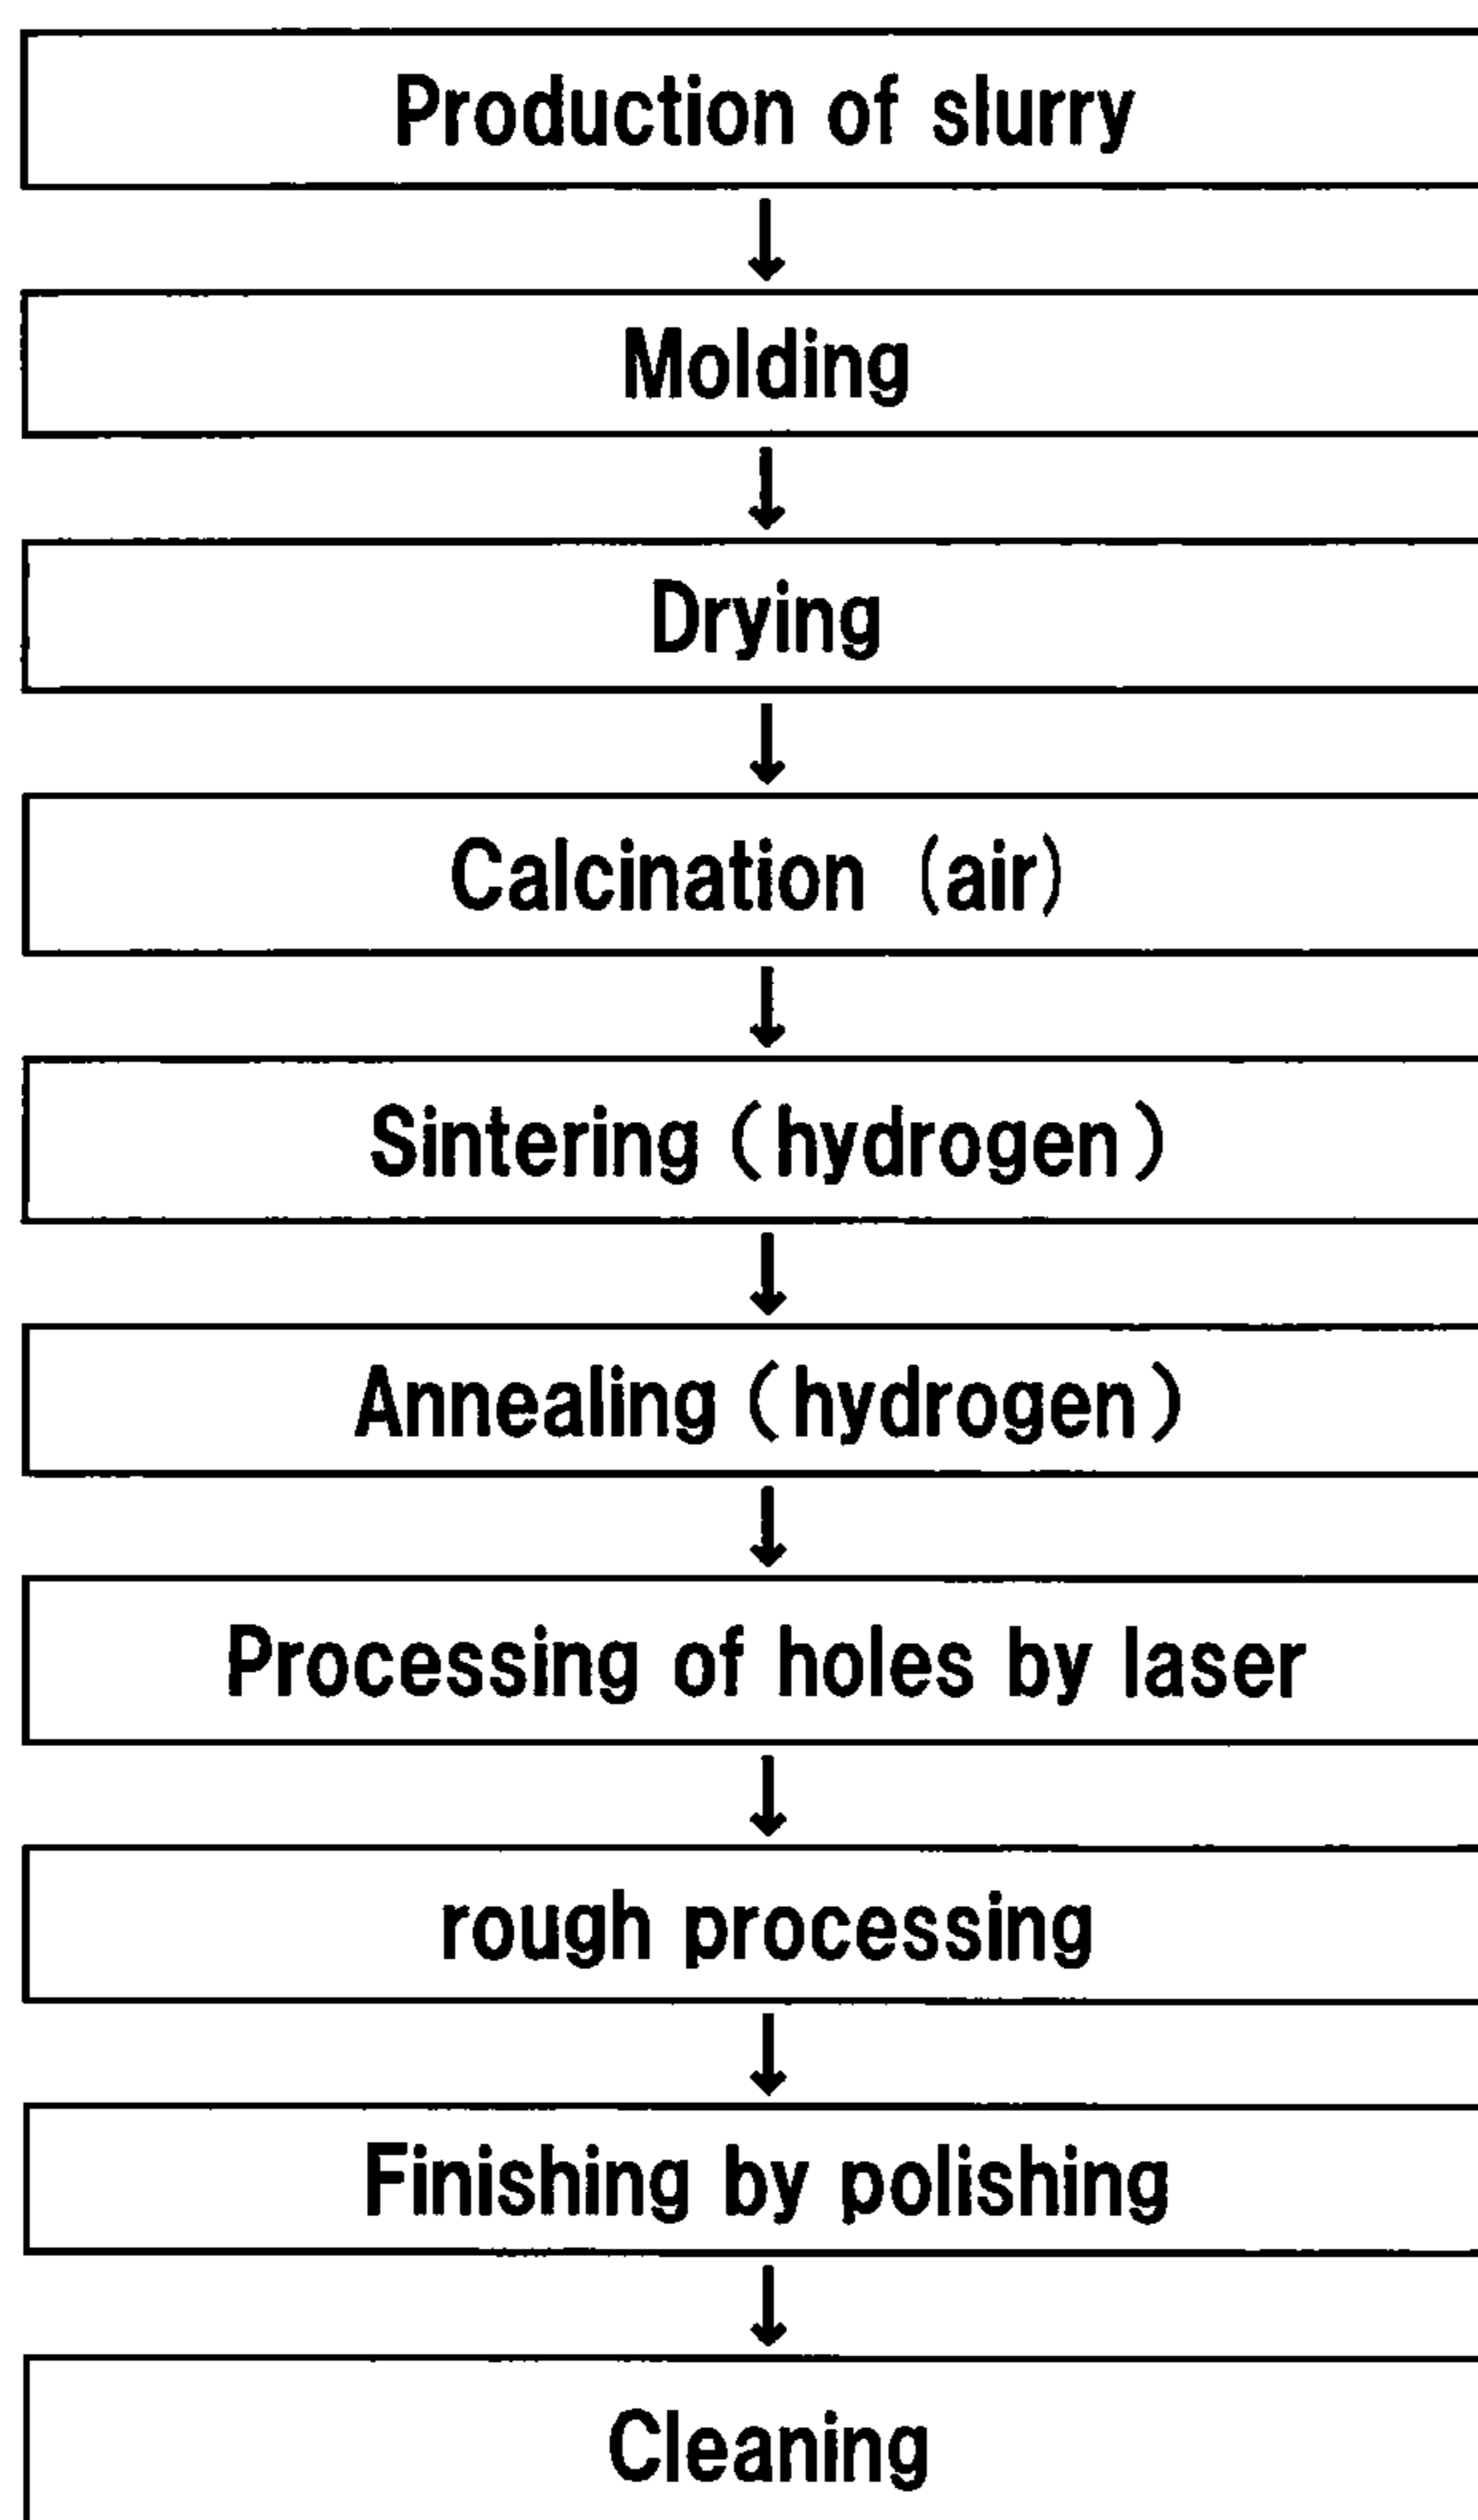 Production of slurry
Molding
Drying
Calcination (air)
Sintering (hydrogen)
Annealing (hydrogen)
Processing of holes by laser
rough processing
Finishing by polishing
Cleaning